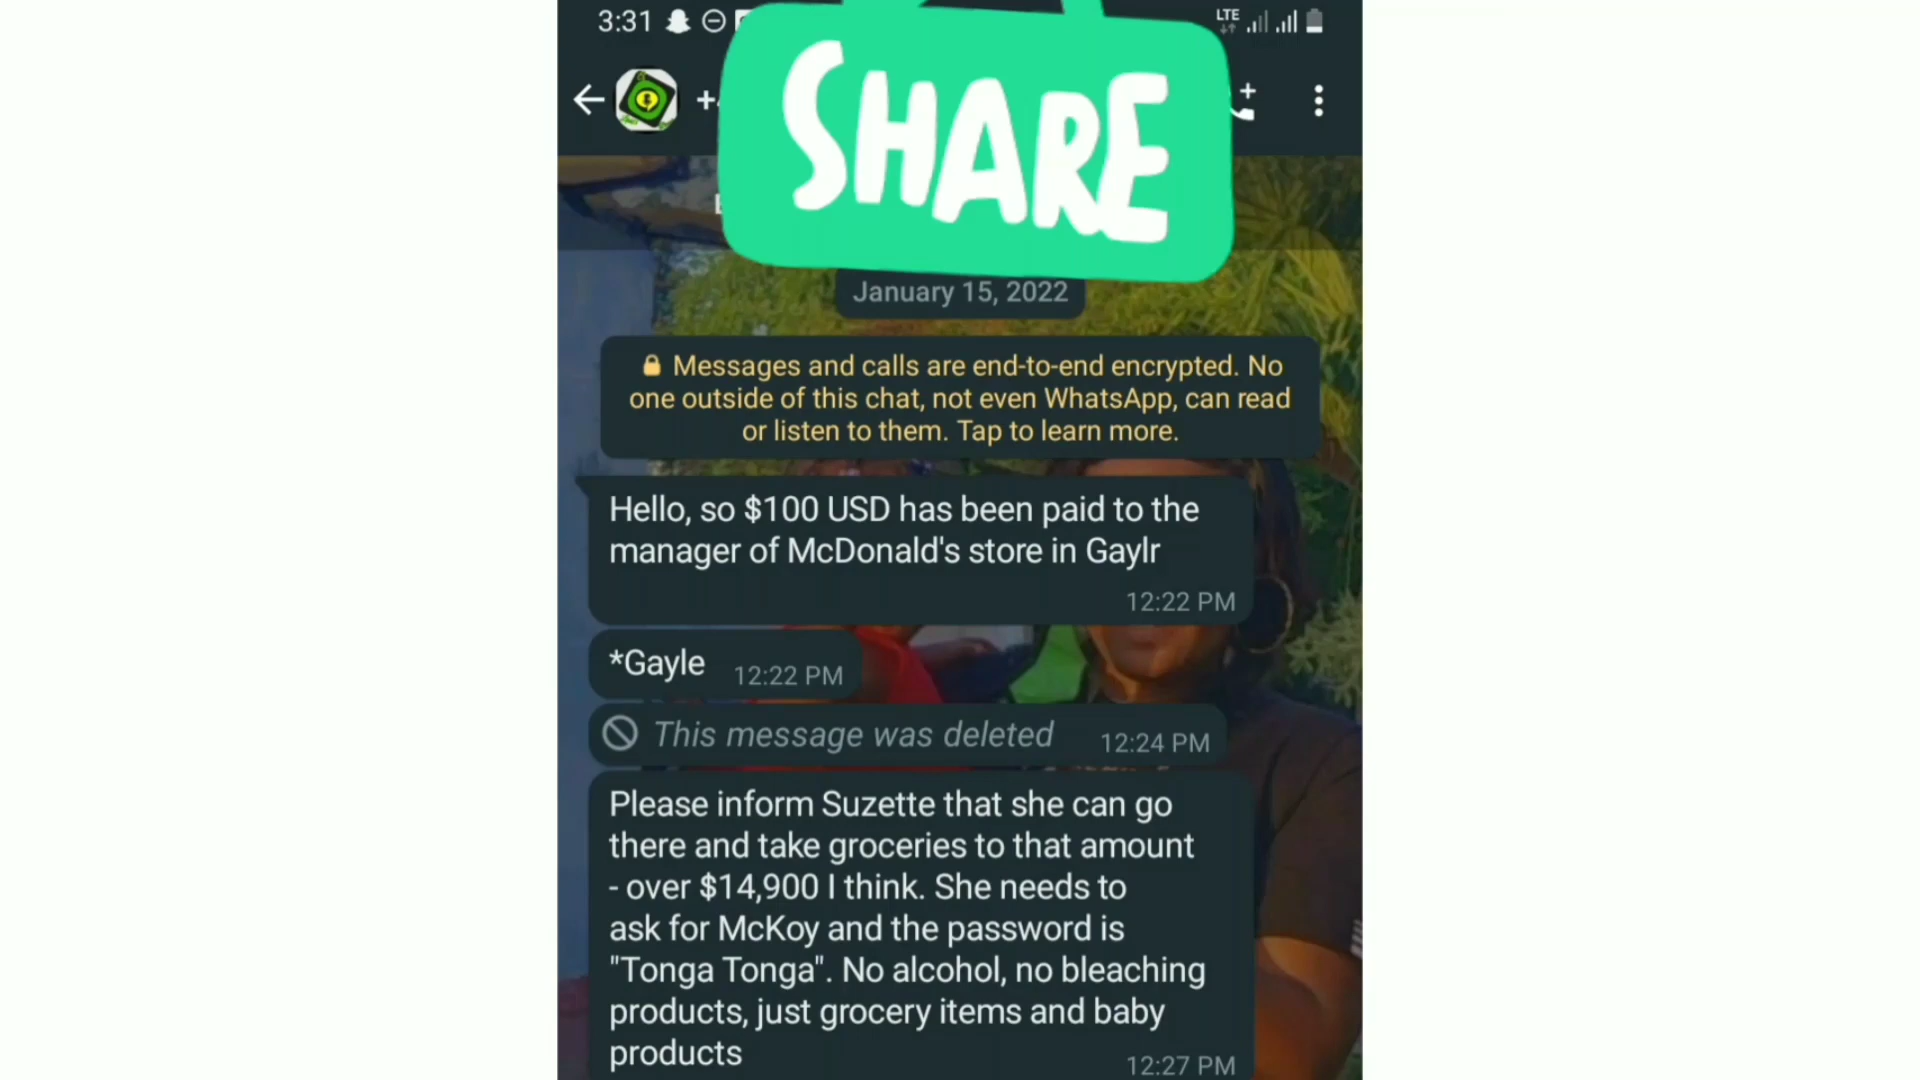 3:31
LTE
SHARE
January 15, 2022
Messages and calls are end-to-end encrypted. No
one outside of this chat, not even WhatsApp, can read
or listen to them. Tap to learn more.
Hello, so $100 USD has been paid to the
manager of McDonald's store in Gaylr
12:22 PM
*Gayle 12:22 PM
This message was deleted 12:24 PM
Please inform Suzette that she can go
there and take groceries to that amount
- over $14,900 I think. She needs to
ask for McKoy and the password is
"Tonga Tonga". No alcohol, no bleaching
products, just grocery items and baby
products
12:27 PM